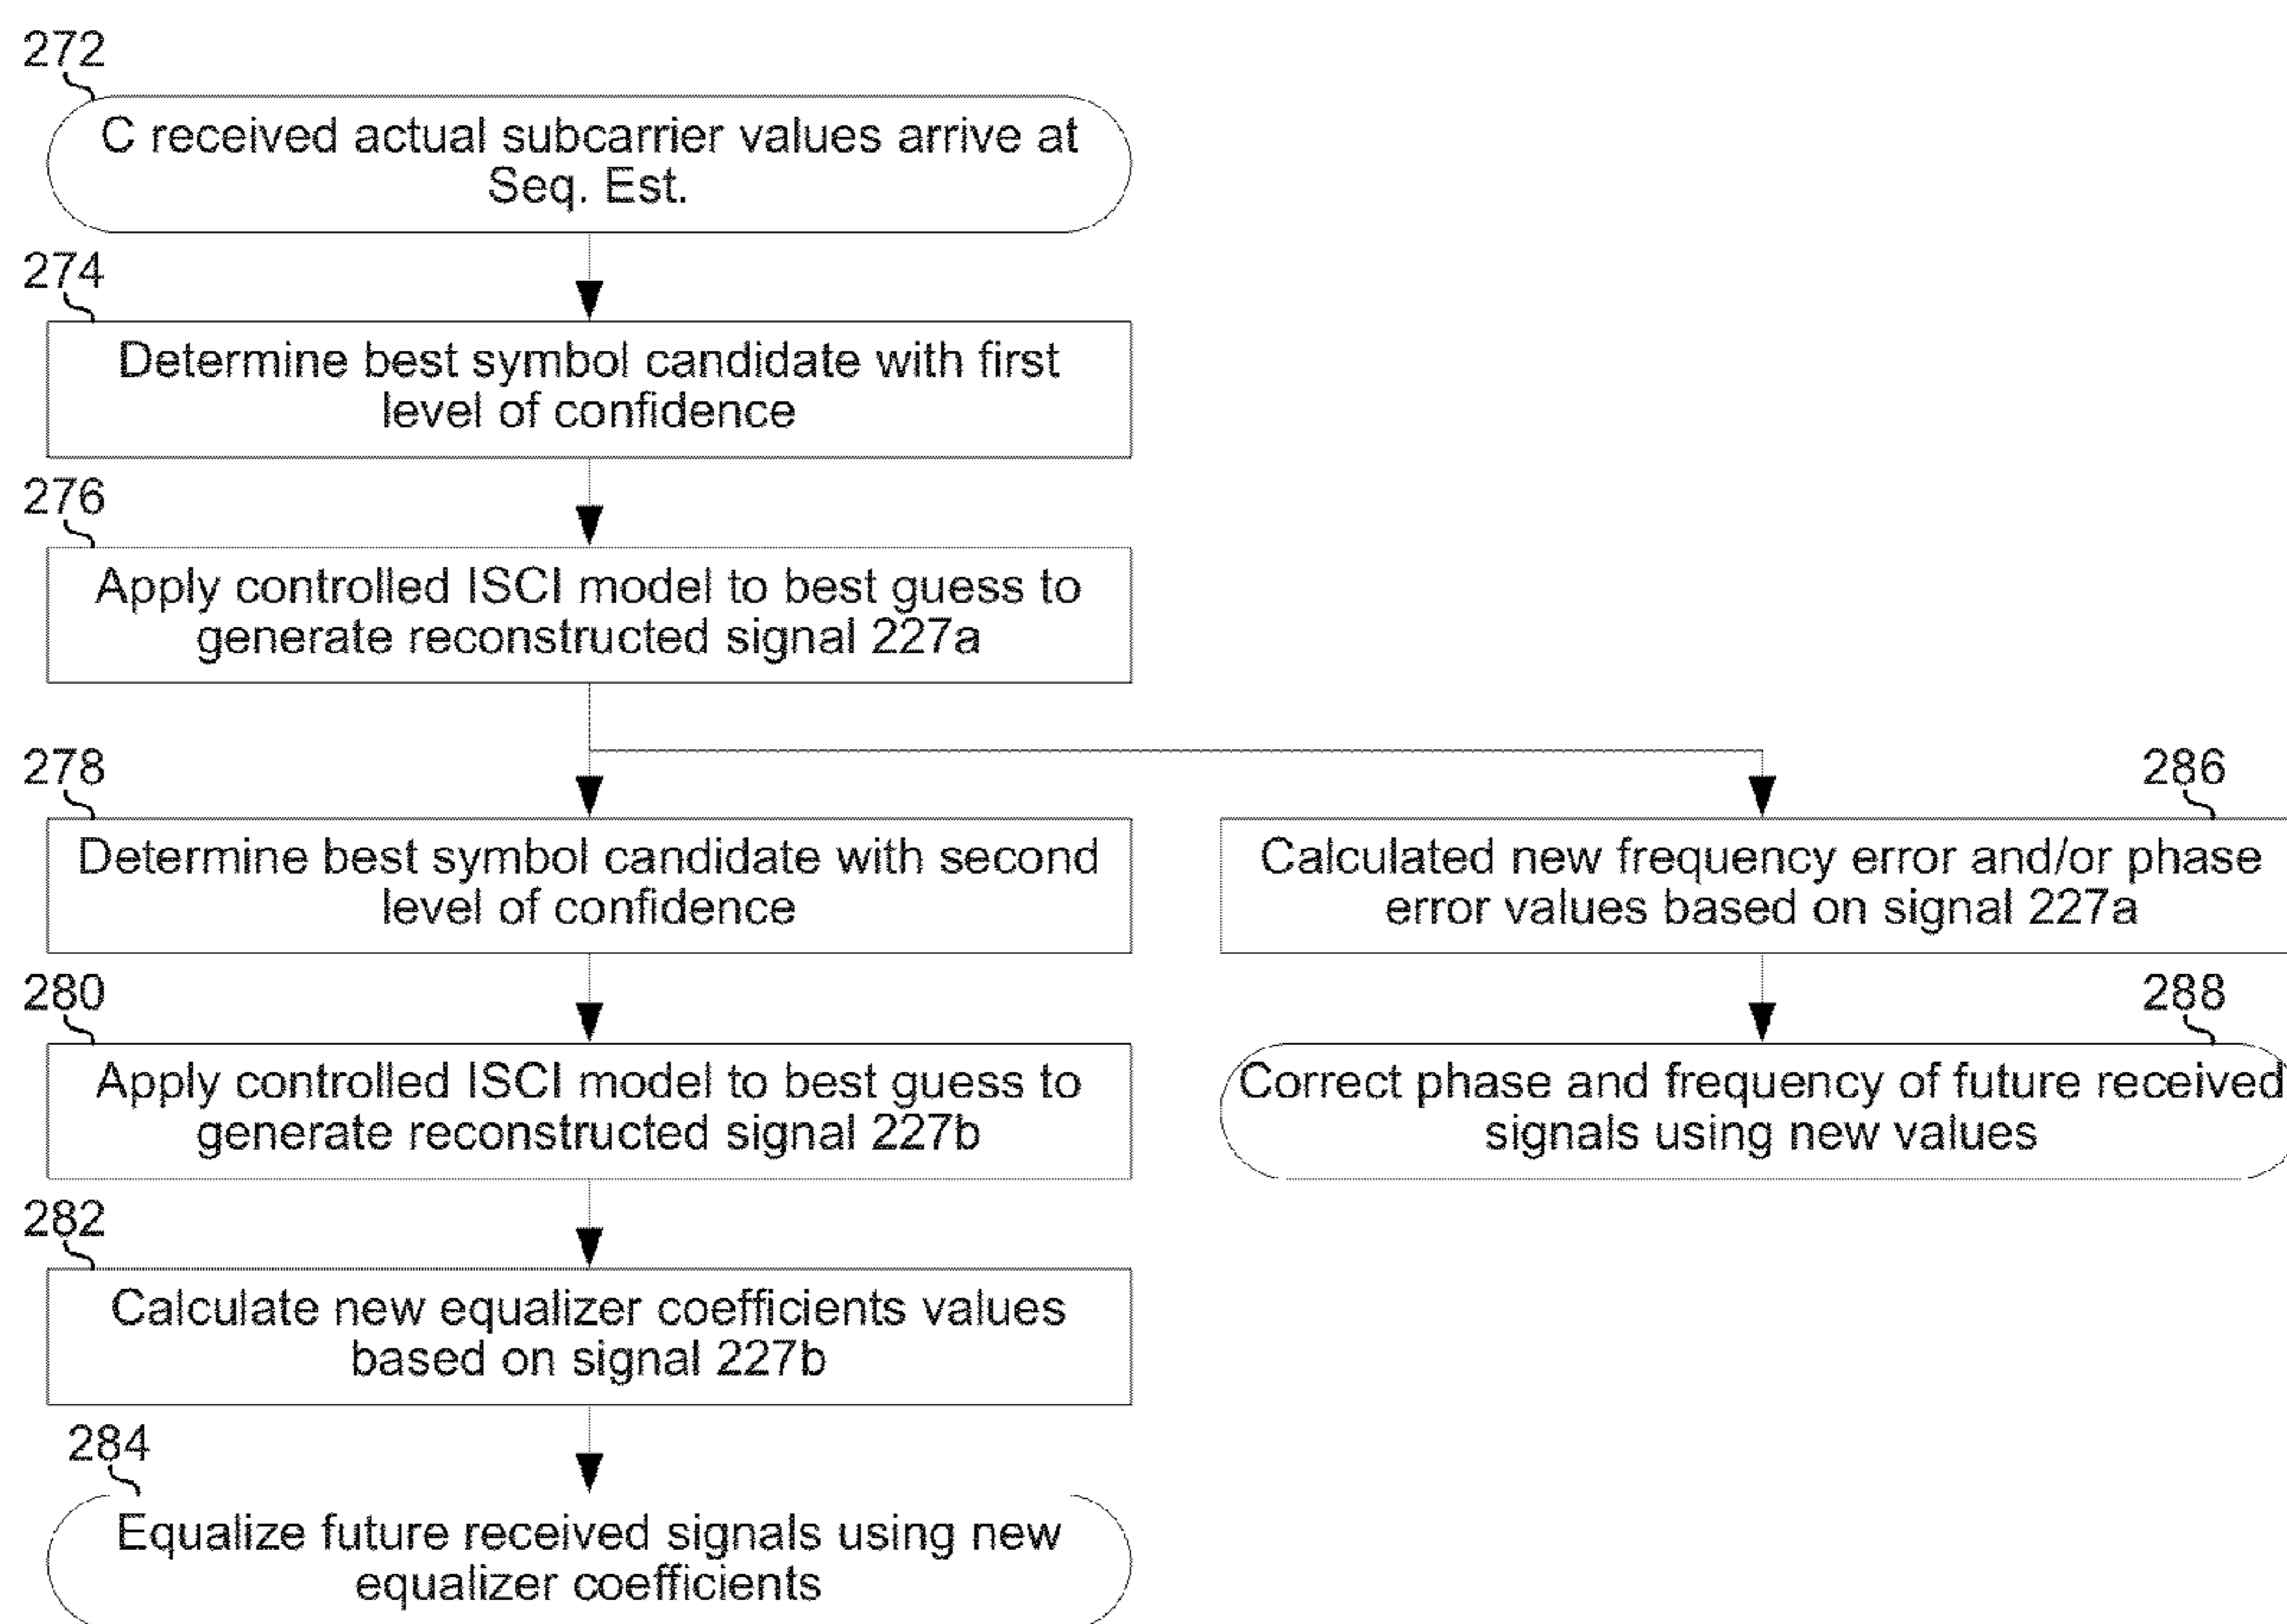 272
C received actual subcarrier values arrive at
Seq. Est.
274
Determine best symbol candidate with first
level of confidence
276
Apply controlled ISCI model to best guess to
generate reconstructed signal 227a
278
Determine best symbol candidate with second
level of confidence
286
Calculated new frequency error and/or phase
error values based on signal 227a
280
Apply controlled ISCI model to best guess to
generate reconstructed signal 227b
288
Correct phase and frequency of future received
signals using new values
282
Calculate new equalizer coefficients values
based on signal 227b
284
Equalize future received signals using new
equalizer coefficients